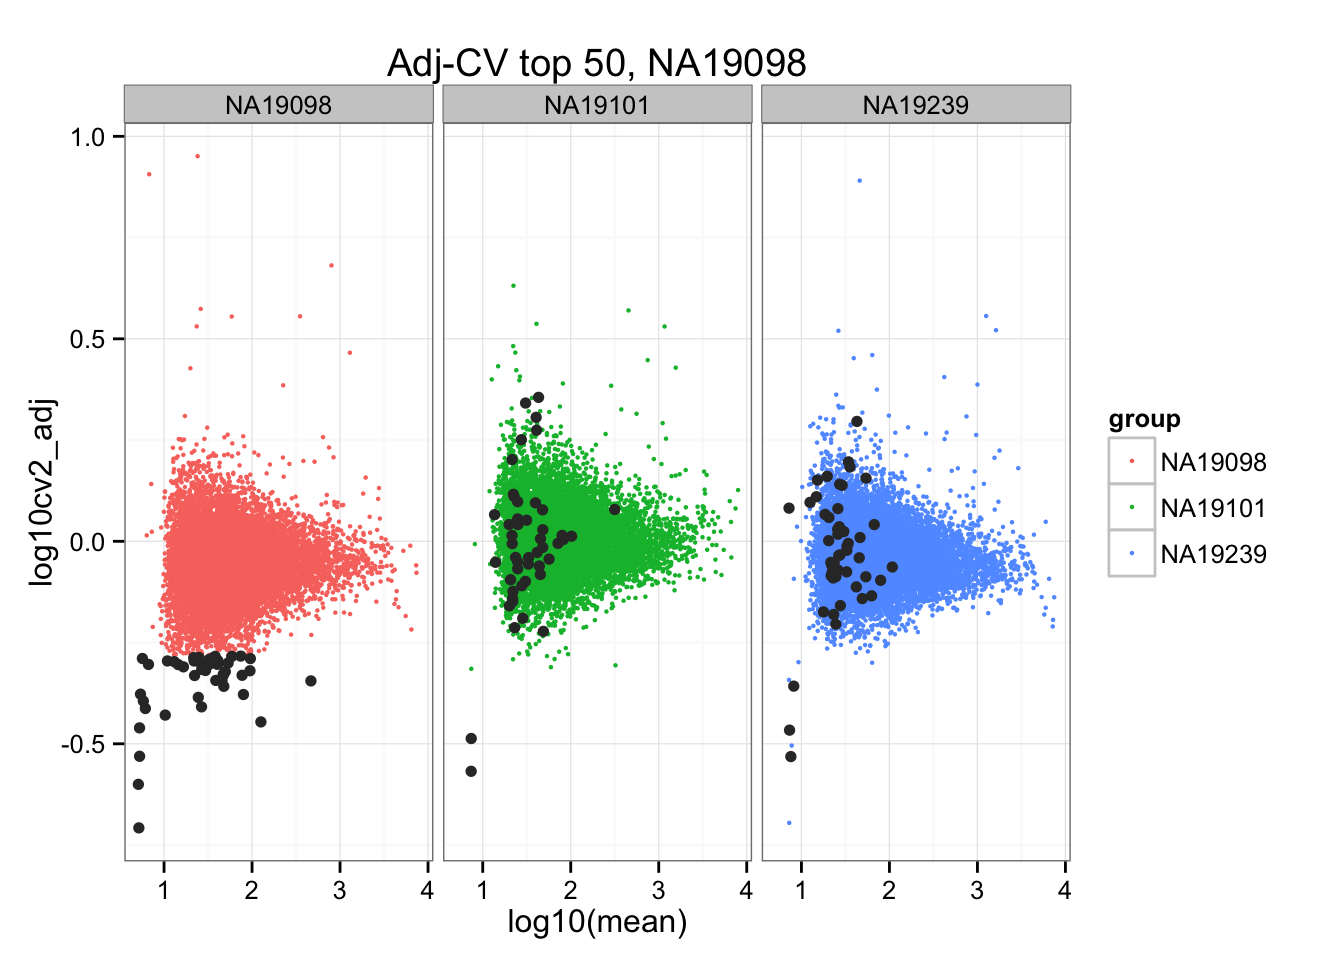 Adj-CV top 50, NA19098
NA19098 NA19101 NA19239
1.0
0.5
0.0
-0.5
log10cv2_adj
1 2 3 4 1 2 3 4 1 2 3 4
log10(mean)
group
NA19098
NA19101
NA19239